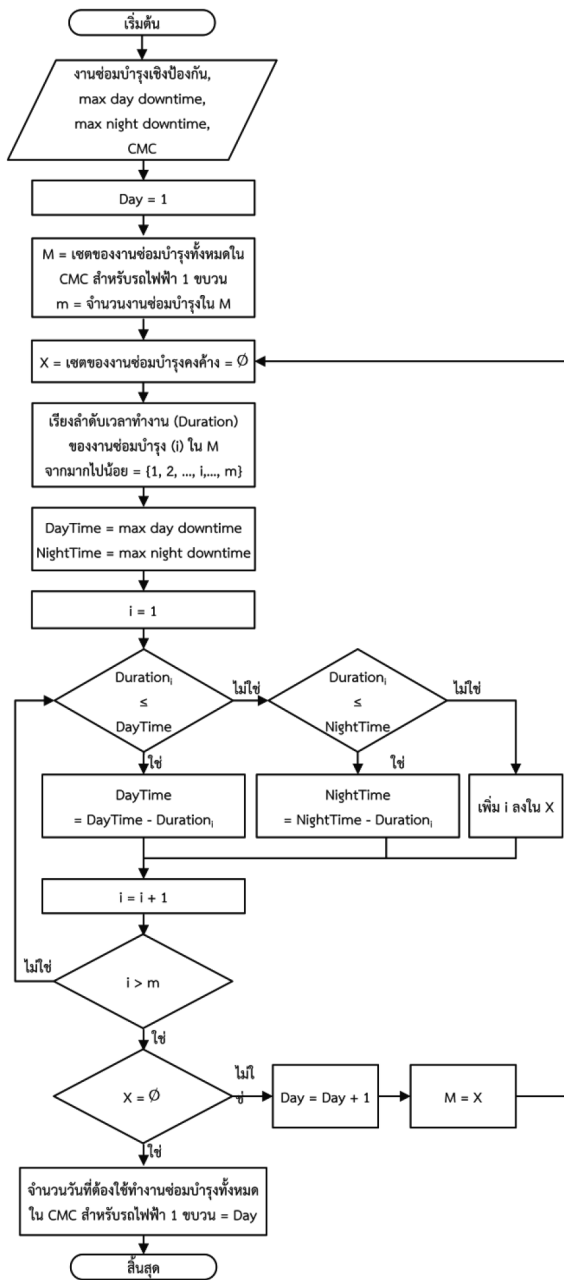 เริ่มต้น
งานซ่อมบำรุงเชิงป้องกัน,
max day downtime,
max night downtime,
CMC
Day = 1
M = เซตของงานซ่อมบำรุงทั้งหมดใน
CMC สำหรับรถไฟฟ้า 1 ขบวน
m = จำนวนงานซ่อมบำรุงใน M
X = เซตของงานซ่อมบำรุงคงค้าง = ∅
เรียงลำดับเวลาทำงาน (Duration)
ของงานซ่อมบำรุง (i) ใน M
จากมากไปน้อย = {1, 2, ..., i,..., m}
DayTime = max day downtime
NightTime = max night downtime
i = 1
Durationᵢ
≤
DayTime
ไม่ใช่
Durationᵢ
≤
NightTime
ไม่ใช่
ใช่
ใช่
DayTime
= DayTime - Durationᵢ
NightTime
= NightTime - Durationᵢ
เพิ่ม i ลงใน X
i = i + 1
ไม่ใช่
i > m
ใช่
X = ∅
ไม่ใ
ช่
Day = Day + 1
M = X
ใช่
จำนวนวันที่ต้องใช้ทำงานซ่อมบำรุงทั้งหมด
ใน CMC สำหรับรถไฟฟ้า 1 ขบวน = Day
สิ้นสุด